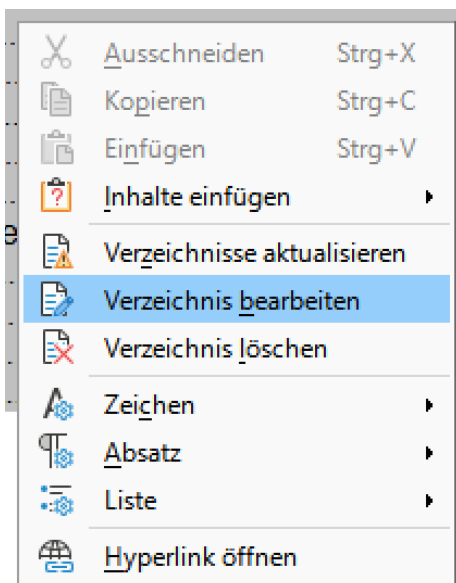 Ausschneiden Strg+X
Kopieren Strg+C
Einfügen Strg+V
Inhalte einfügen
e
Verzeichnisse aktualisieren
Verzeichnis bearbeiten
Verzeichnis löschen
Zeichen
Absatz
Liste
Hyperlink öffnen